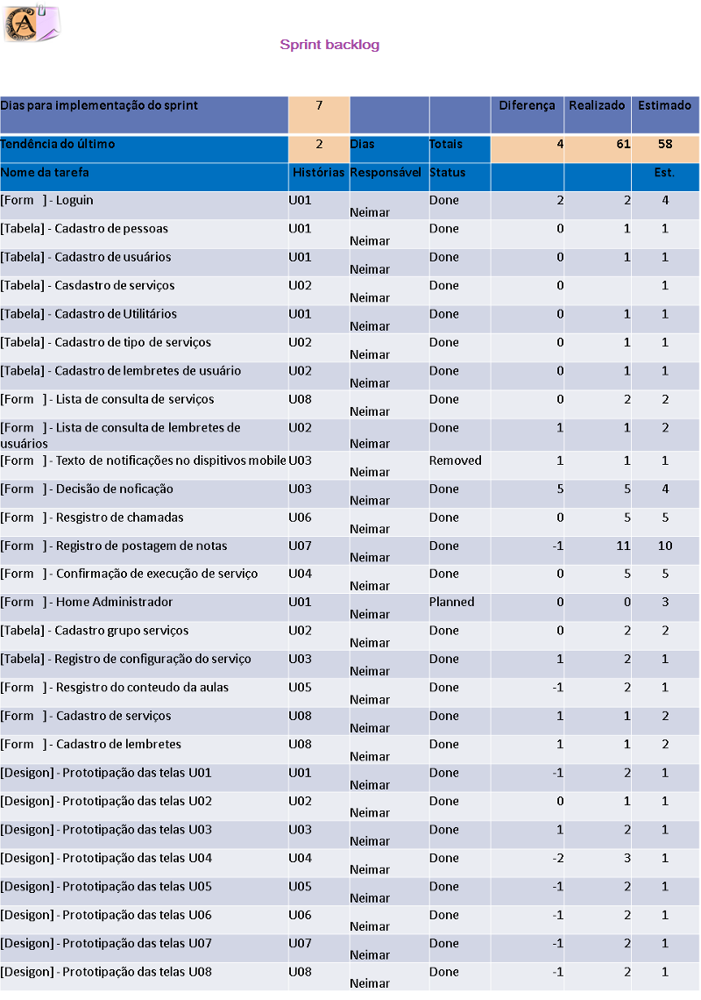 Sprint backlog
Dias para implementação do sprint 7 Diferença Realizado Estimado
Tendência do último 2 Dias Totais 4 61 58
Nome da tarefa Histórias Responsável Status Est.
[Form ] - Loguin U01 Neimar Done 2 2 4
[Tabela] - Cadastro de pessoas U01 Neimar Done 0 1 1
[Tabela] - Cadastro de usuários U01 Neimar Done 0 1 1
[Tabela] - Casdastro de serviços U02 Neimar Done 0 1
[Tabela] - Cadastro de Utilitários U01 Neimar Done 0 1 1
[Tabela] - Cadastro de tipo de serviços U02 Neimar Done 0 1 1
[Tabela] - Cadastro de lembretes de usuário U02 Neimar Done 0 1 1
[Form ] - Lista de consulta de serviços U08 Neimar Done 0 2 2
[Form ] - Lista de consulta de lembretes de
usuários U02 Neimar Done 1 1 2
[Form ] - Texto de notificações no dispitivos mobile U03 Neimar Removed 1 1 1
[Form ] - Decisão de noficação U03 Neimar Done 5 5 4
[Form ] - Resgistro de chamadas U06 Neimar Done 0 5 5
[Form ] - Registro de postagem de notas U07 Neimar Done -1 11 10
[Form ] - Confirmação de execução de serviço U04 Neimar Done 0 5 5
[Form ] - Home Administrador U01 Neimar Planned 0 0 3
[Tabela] - Cadastro grupo serviços U02 Neimar Done 0 2 2
[Tabela] - Registro de configuração do serviço U03 Neimar Done 1 2 1
[Form ] - Resgistro do conteudo da aulas U05 Neimar Done -1 2 1
[Form ] - Cadastro de serviços U08 Neimar Done 1 1 2
[Form ] - Cadastro de lembretes U08 Neimar Done 1 1 2
[Desigon] - Prototipação das telas U01 U01 Neimar Done -1 2 1
[Desigon] - Prototipação das telas U02 U02 Neimar Done 0 1 1
[Desigon] - Prototipação das telas U03 U03 Neimar Done 1 2 1
[Desigon] - Prototipação das telas U04 U04 Neimar Done -2 3 1
[Desigon] - Prototipação das telas U05 U05 Neimar Done -1 2 1
[Desigon] - Prototipação das telas U06 U06 Neimar Done -1 2 1
[Desigon] - Prototipação das telas U07 U07 Neimar Done -1 2 1
[Desigon] - Prototipação das telas U08 U08 Neimar Done -1 2 1